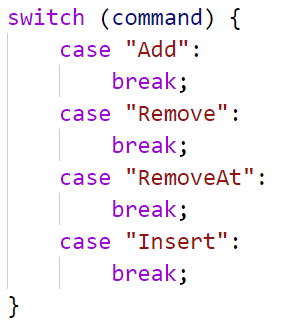 switch (command) {
    case "Add":
        break;
    case "Remove":
        break;
    case "RemoveAt":
        break;
    case "Insert":
        break;
}